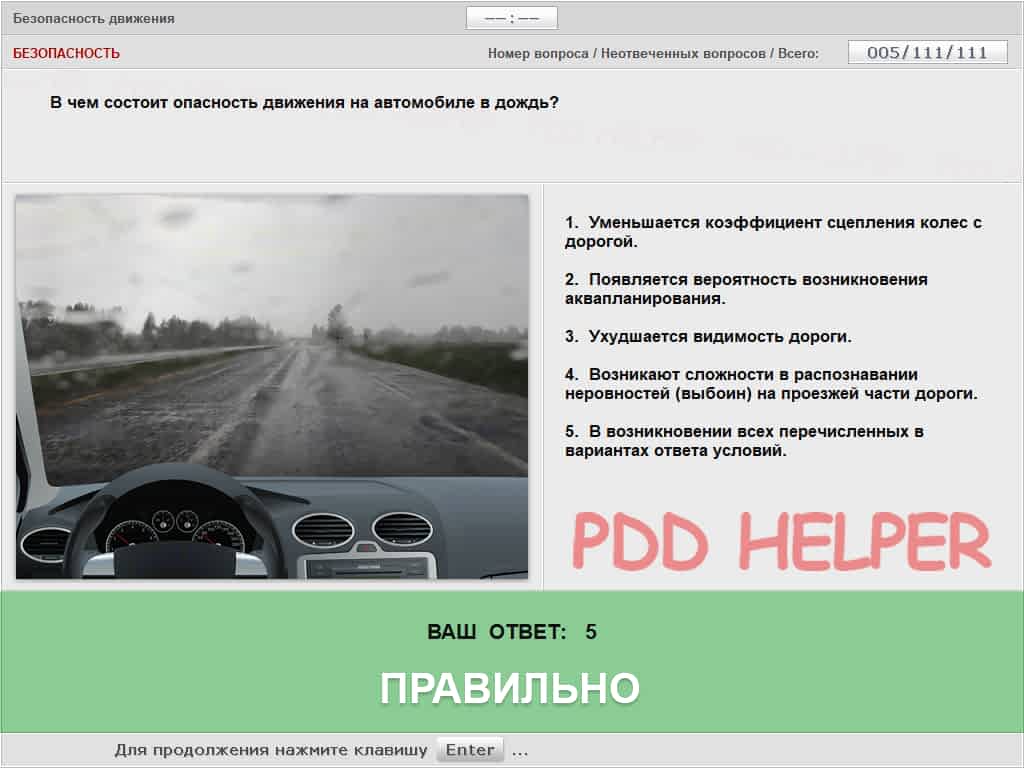 Безопасность движения
––:––
БЕЗОПАСНОСТЬ
Номер вопроса / Неотвеченных вопросов / Всего:
005/111/111
В чем состоит опасность движения на автомобиле в дождь?
1. Уменьшается коэффициент сцепления колес с
дорогой.
2. Появляется вероятность возникновения
аквапланирования.
3. Ухудшается видимость дороги.
4. Возникают сложности в распознавании
неровностей (выбоин) на проезжей части дороги.
5. В возникновении всех перечисленных в
вариантах ответа условий.
PDD HELPER
ВАШ ОТВЕТ: 5
ПРАВИЛЬНО
Для продолжения нажмите клавишу Enter ...